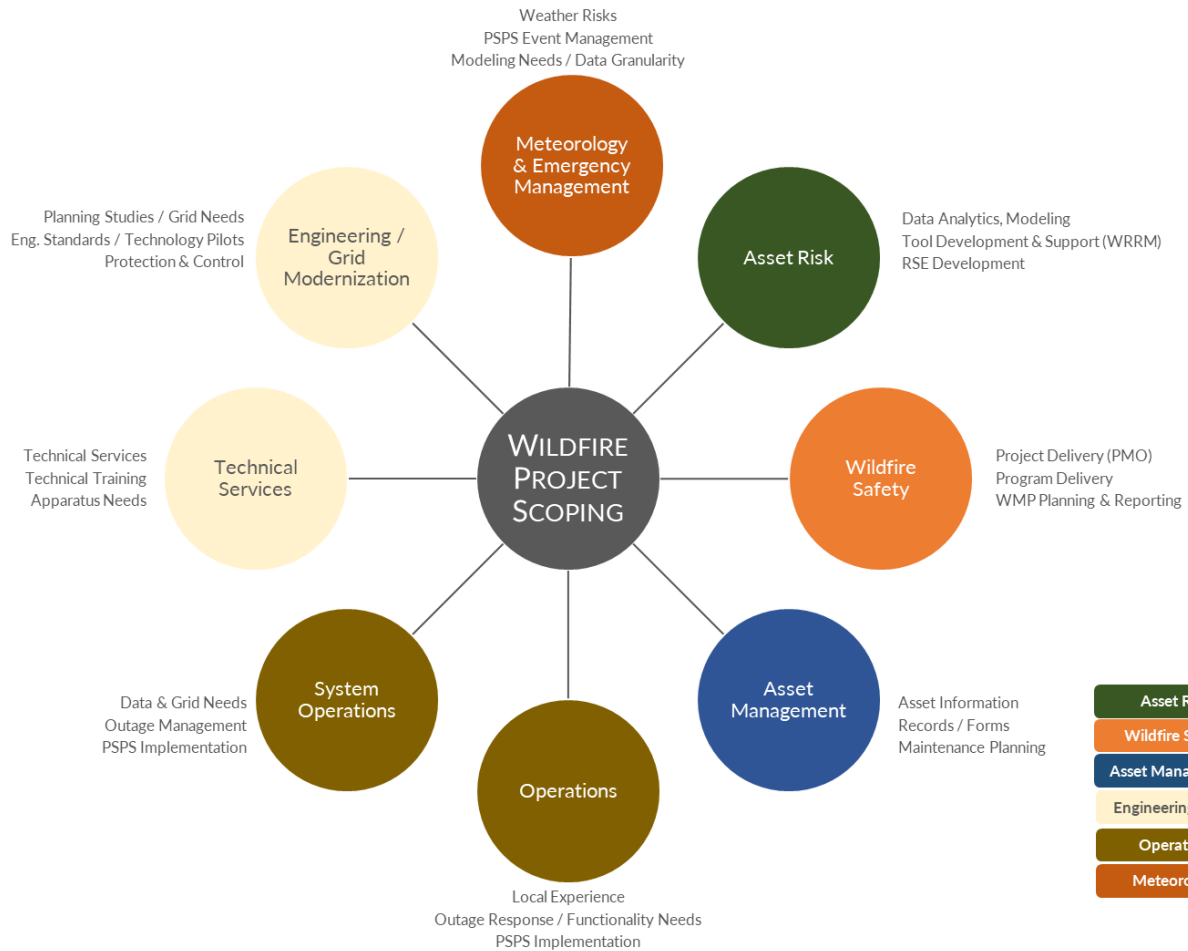 Weather Risks
PSPS Event Management
Modeling Needs / Data Granularity
Meteorology
& Emergency
Management
Planning Studies / Grid Needs
Eng. Standards / Technology Pilots
Protection & Control
Engineering /
Grid
Modernization
Asset Risk
Data Analytics, Modeling
Tool Development & Support (WRRM)
RSE Development
Technical Services
Technical Training
Apparatus Needs
Technical
Services
WILDFIRE
PROJECT
SCOPING
Wildfire
Safety
Project Delivery (PMO)
Program Delivery
WMP Planning & Reporting
Data & Grid Needs
Outage Management
PSPS Implementation
System
Operations
Operations
Local Experience
Outage Response / Functionality Needs
PSPS Implementation
Asset
Management
Asset Information
Records / Forms
Maintenance Planning
Asset
Wildfire
Asset
Engineering